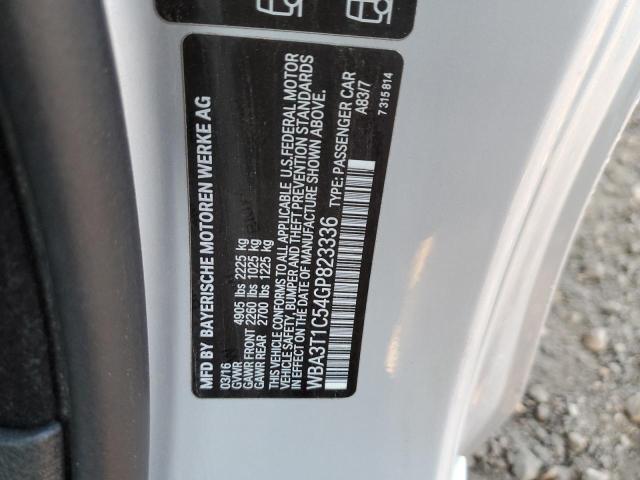 MFD BY BAYERISCHE MOTOREN WERKE AG
03/16
GVWR 4905 lbs 2225 kg
GAWR FRONT 2260 lbs 1025 kg
GAWR REAR 2700 lbs 1225 kg
THIS VEHICLE CONFORMS TO ALL APPLICABLE U.S.FEDERAL MOTOR
VEHICLE SAFETY, BUMPER AND THEFT PREVENTION STANDARDS
IN EFFECT ON THE DATE OF MANUFACTURE SHOWN ABOVE.
WBA3T1C54GP823336 TYPE: PASSENGER CAR
A83/7
7 315 814